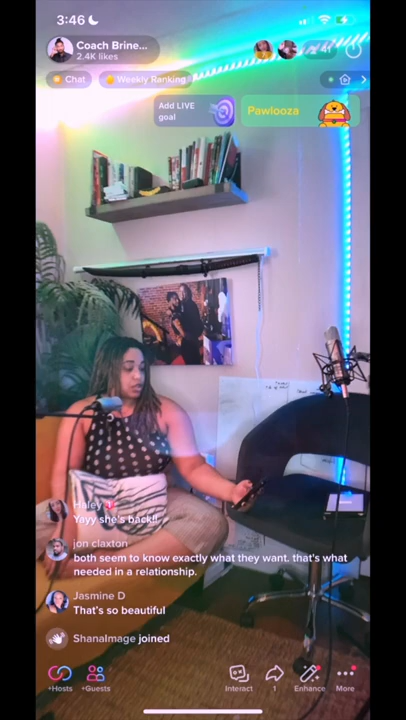 3:46
Coach Brine...
2.4K likes
Chat
Weekly Ranking
Add LIVE
goal
Pawlooza
Haley
Yayy she's back!!
jon claxton
both seem to know exactly what they want. that's what
needed in a relationship.
Jasmine D
That's so beautiful
ShanaImage joined
+Hosts
+Guests
Interact
1
Enhance
More